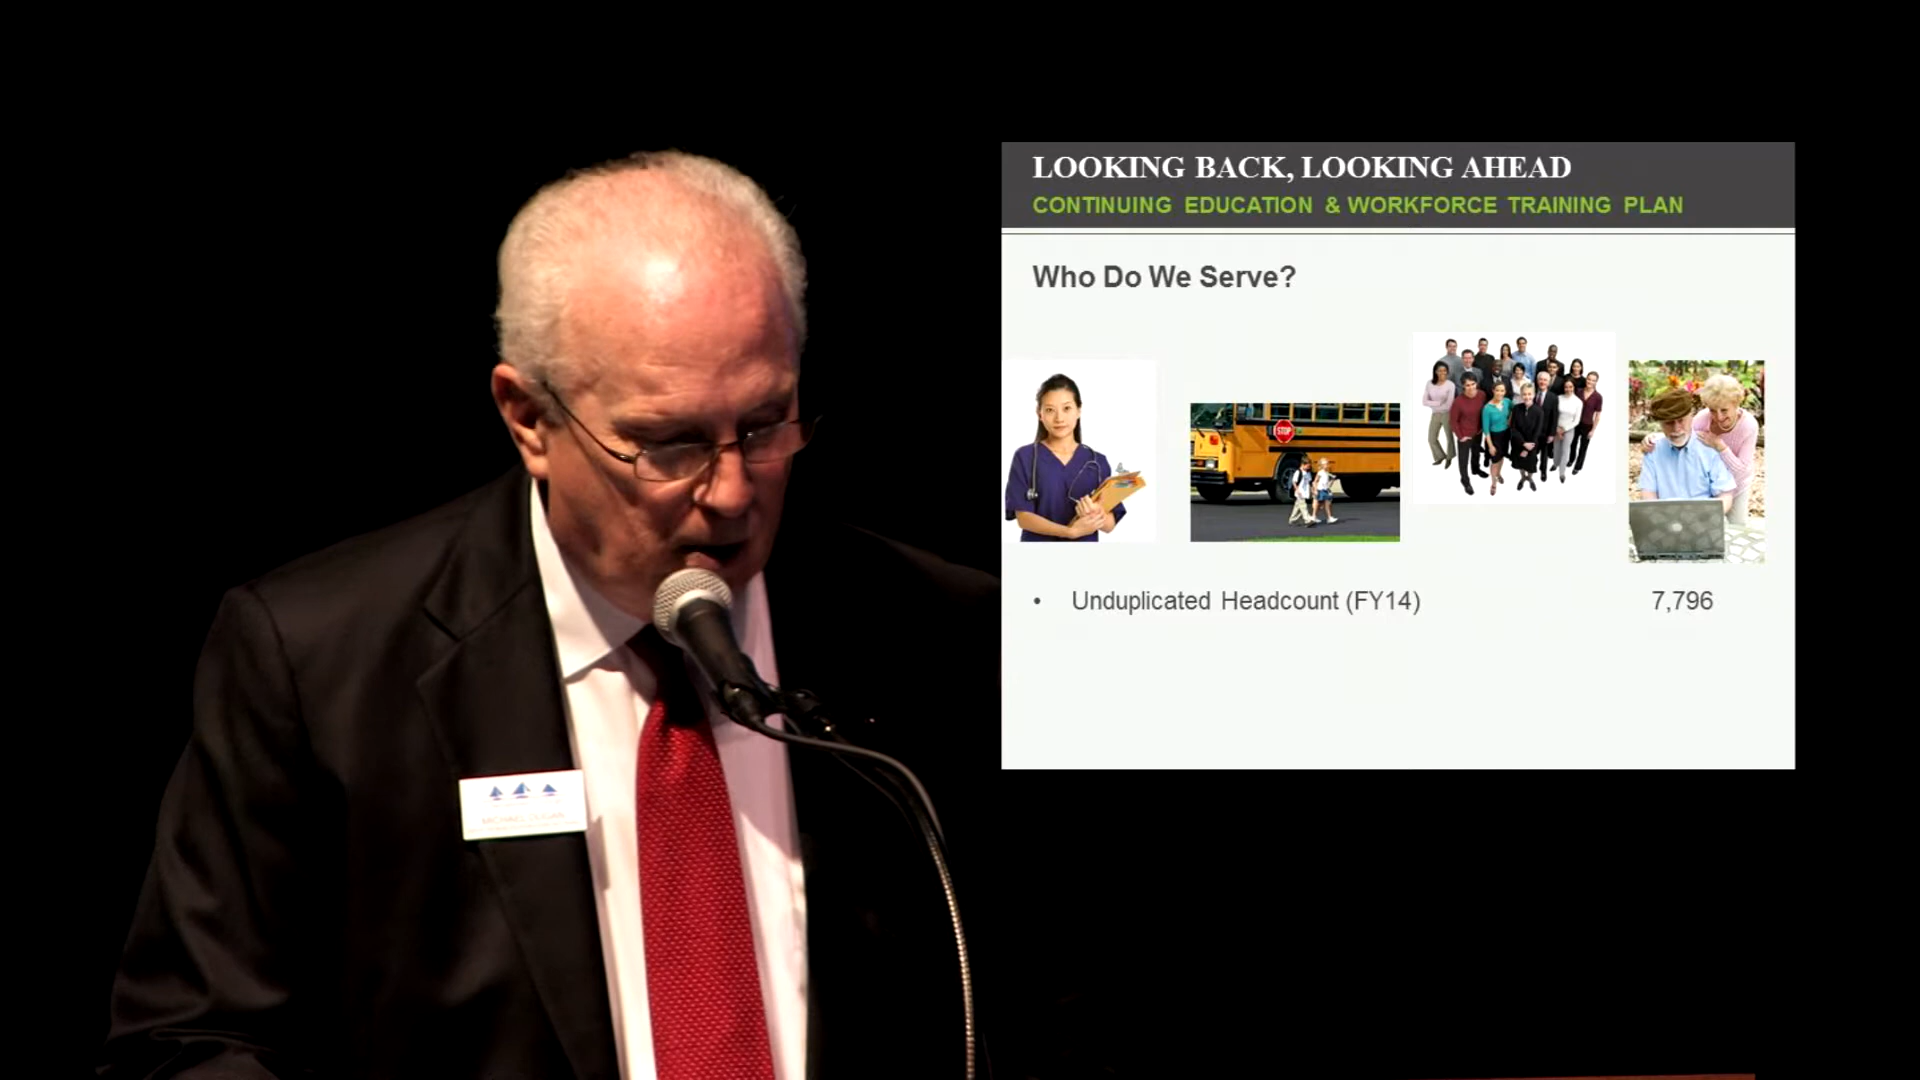 LOOKING BACK, LOOKING AHEAD
CONTINUING EDUCATION & WORKFORCE TRAINING PLAN
Who Do We Serve?
STOP
• Unduplicated Headcount (FY14) 7,796
MICHAEL